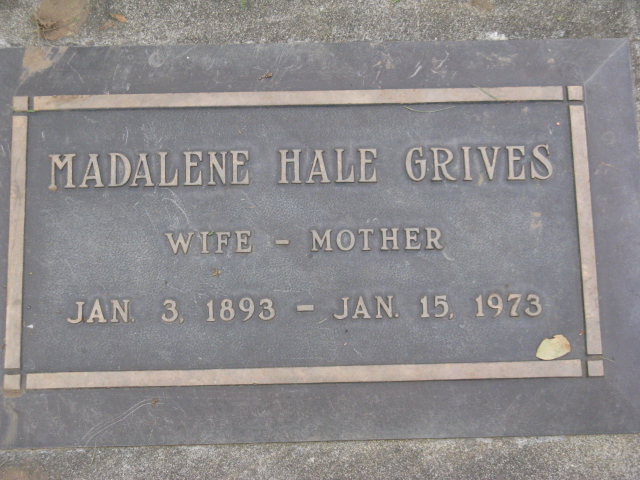 MADALENE HALE GRIVES
WIFE - MOTHER
JAN. 3, 1893 - JAN. 15, 1973